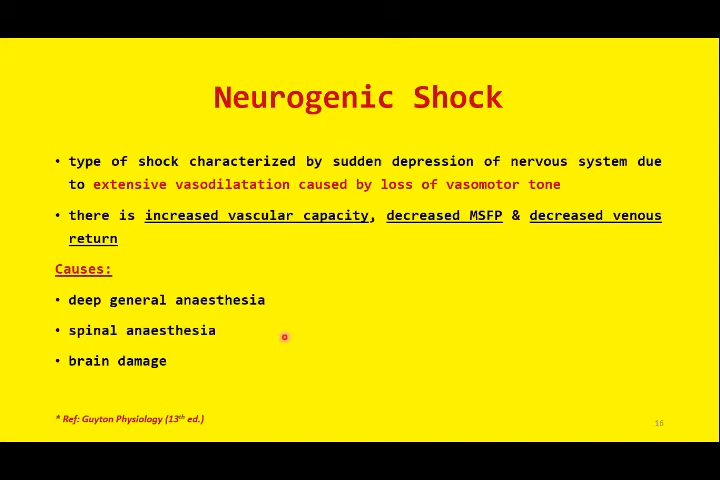 Neurogenic Shock
• type of shock characterized by sudden depression of nervous system due
to extensive vasodilatation caused by loss of vasomotor tone
• there is increased vascular capacity, decreased MSFP & decreased venous
return
Causes:
• deep general anaesthesia
• spinal anaesthesia
• brain damage
* Ref: Guyton Physiology (13th ed.)
16